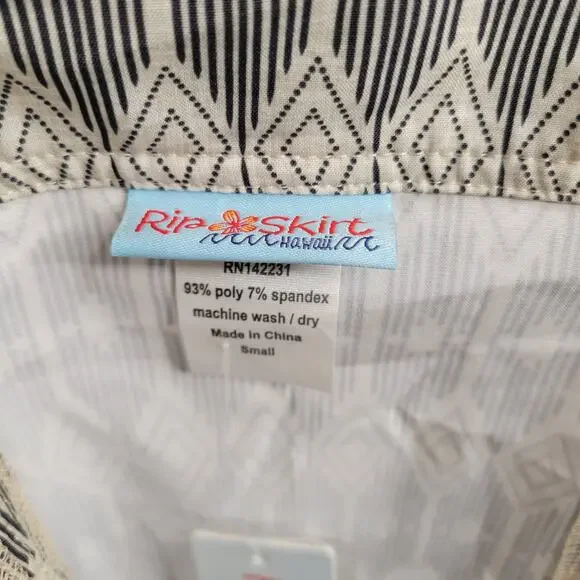 Rip Skirt
Hawaii
RN142231
93% poly 7% spandex
machine wash / dry
Made in China
Small